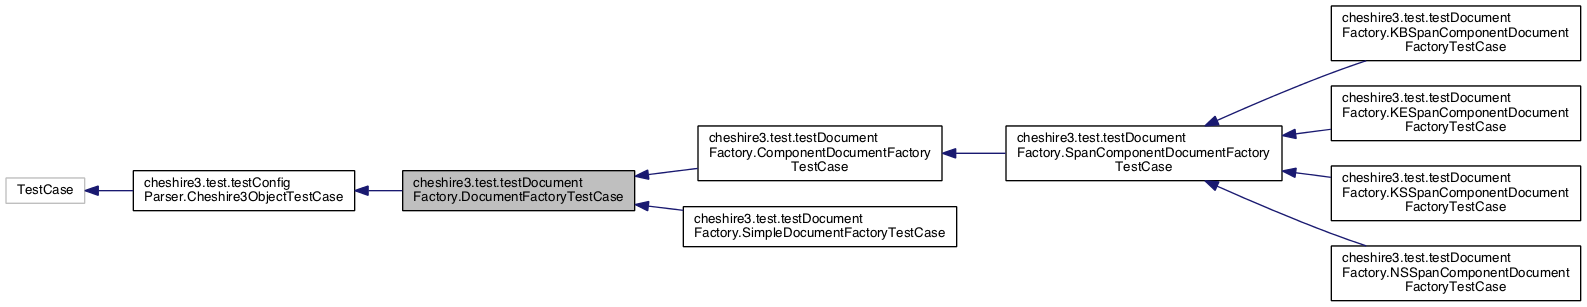 TestCase
cheshire3.test.testConfig
Parser.Cheshire3ObjectTestCase
cheshire3.test.testDocument
Factory.DocumentFactoryTestCase
cheshire3.test.testDocument
Factory.ComponentDocumentFactory
TestCase
cheshire3.test.testDocument
Factory.SimpleDocumentFactoryTestCase
cheshire3.test.testDocument
Factory.SpanComponentDocumentFactory
TestCase
cheshire3.test.testDocument
Factory.KBSpanComponentDocument
FactoryTestCase
cheshire3.test.testDocument
Factory.KESpanComponentDocument
FactoryTestCase
cheshire3.test.testDocument
Factory.KSSpanComponentDocument
FactoryTestCase
cheshire3.test.testDocument
Factory.NSSpanComponentDocument
FactoryTestCase